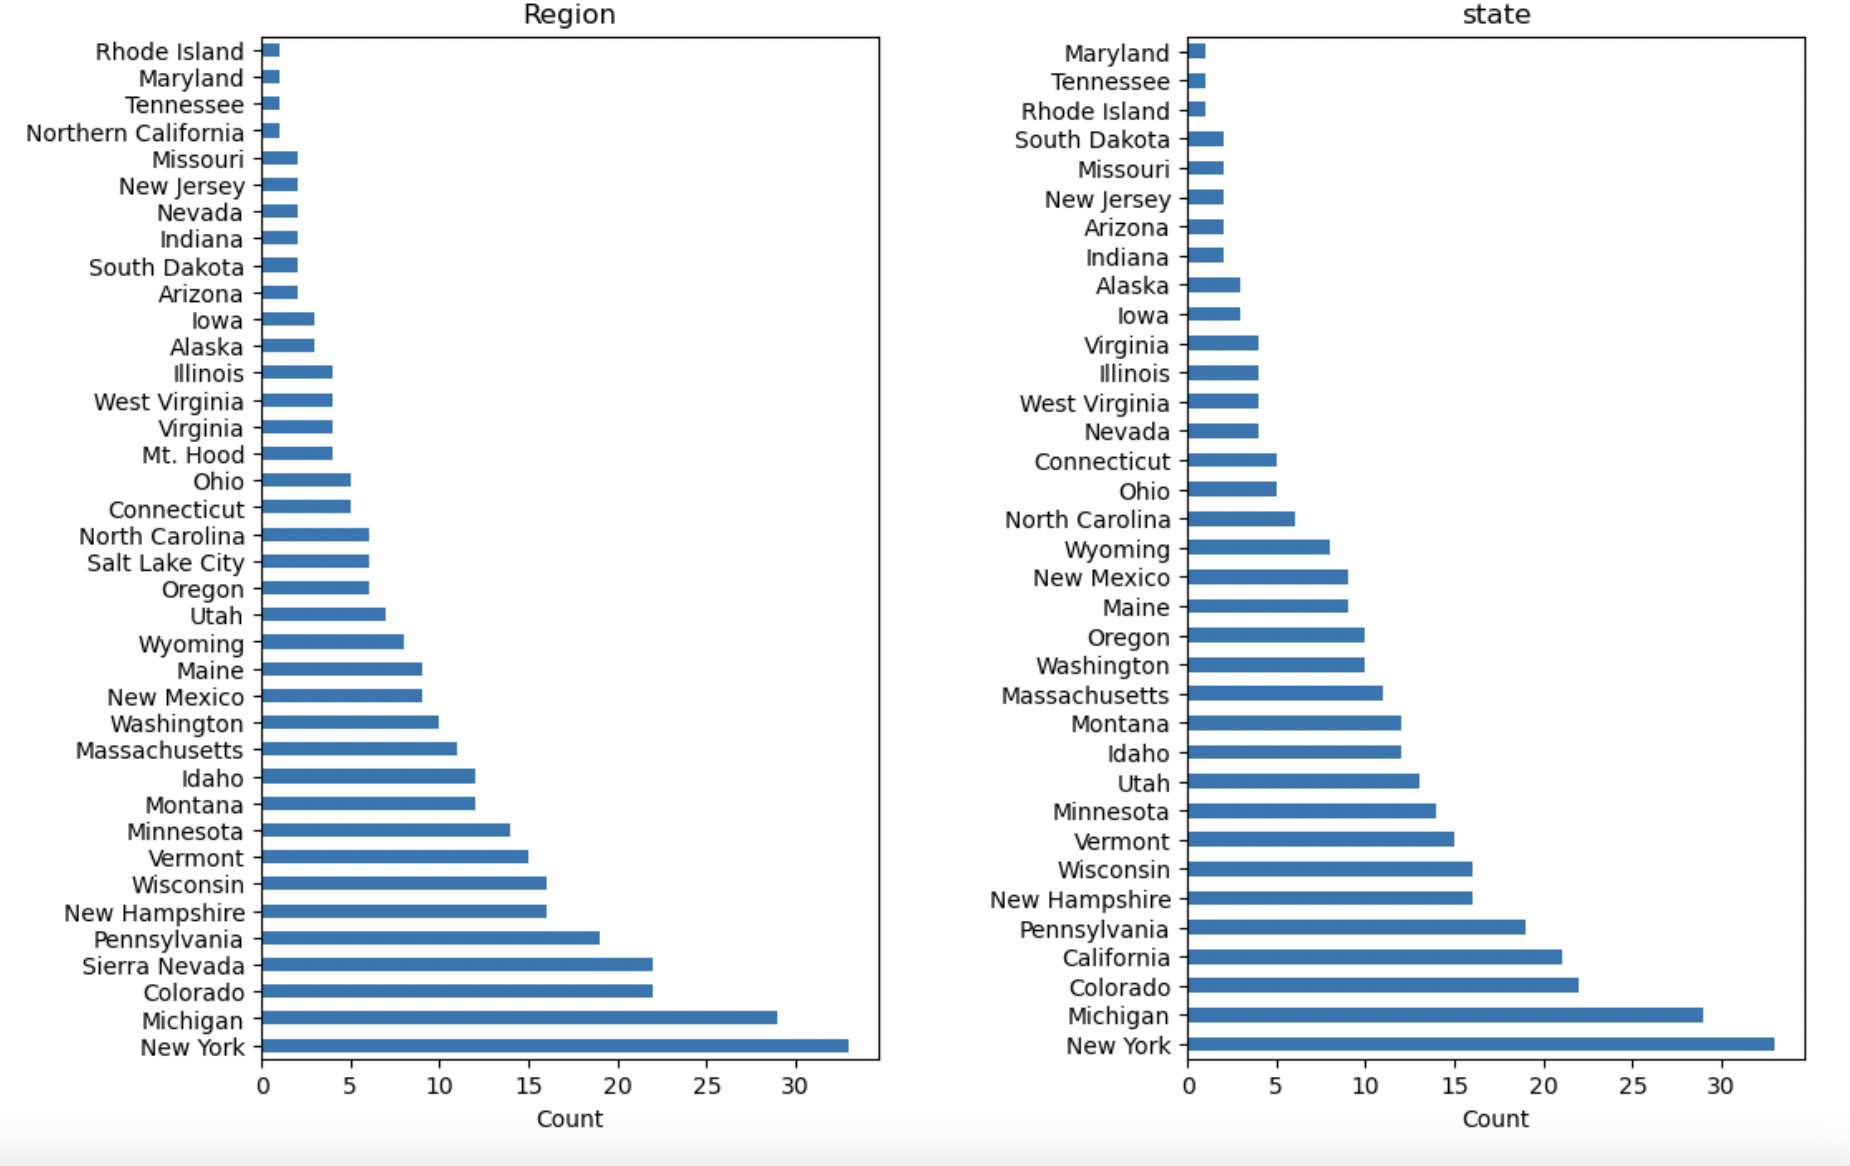 Region
Rhode Island
Maryland
Tennessee
Northern California
Missouri
New Jersey
Nevada
Indiana
South Dakota
Arizona
Iowa
Alaska
Illinois
West Virginia
Virginia
Mt. Hood
Ohio
Connecticut
North Carolina
Salt Lake City
Oregon
Utah
Wyoming
Maine
New Mexico
Washington
Massachusetts
Idaho
Montana
Minnesota
Vermont
Wisconsin
New Hampshire
Pennsylvania
Sierra Nevada
Colorado
Michigan
New York
0 5 10 15 20 25 30
Count
state
Maryland
Tennessee
Rhode Island
South Dakota
Missouri
New Jersey
Arizona
Indiana
Alaska
Iowa
Virginia
Illinois
West Virginia
Nevada
Connecticut
Ohio
North Carolina
Wyoming
New Mexico
Maine
Oregon
Washington
Massachusetts
Montana
Idaho
Utah
Minnesota
Vermont
Wisconsin
New Hampshire
Pennsylvania
California
Colorado
Michigan
New York
0 5 10 15 20 25 30
Count